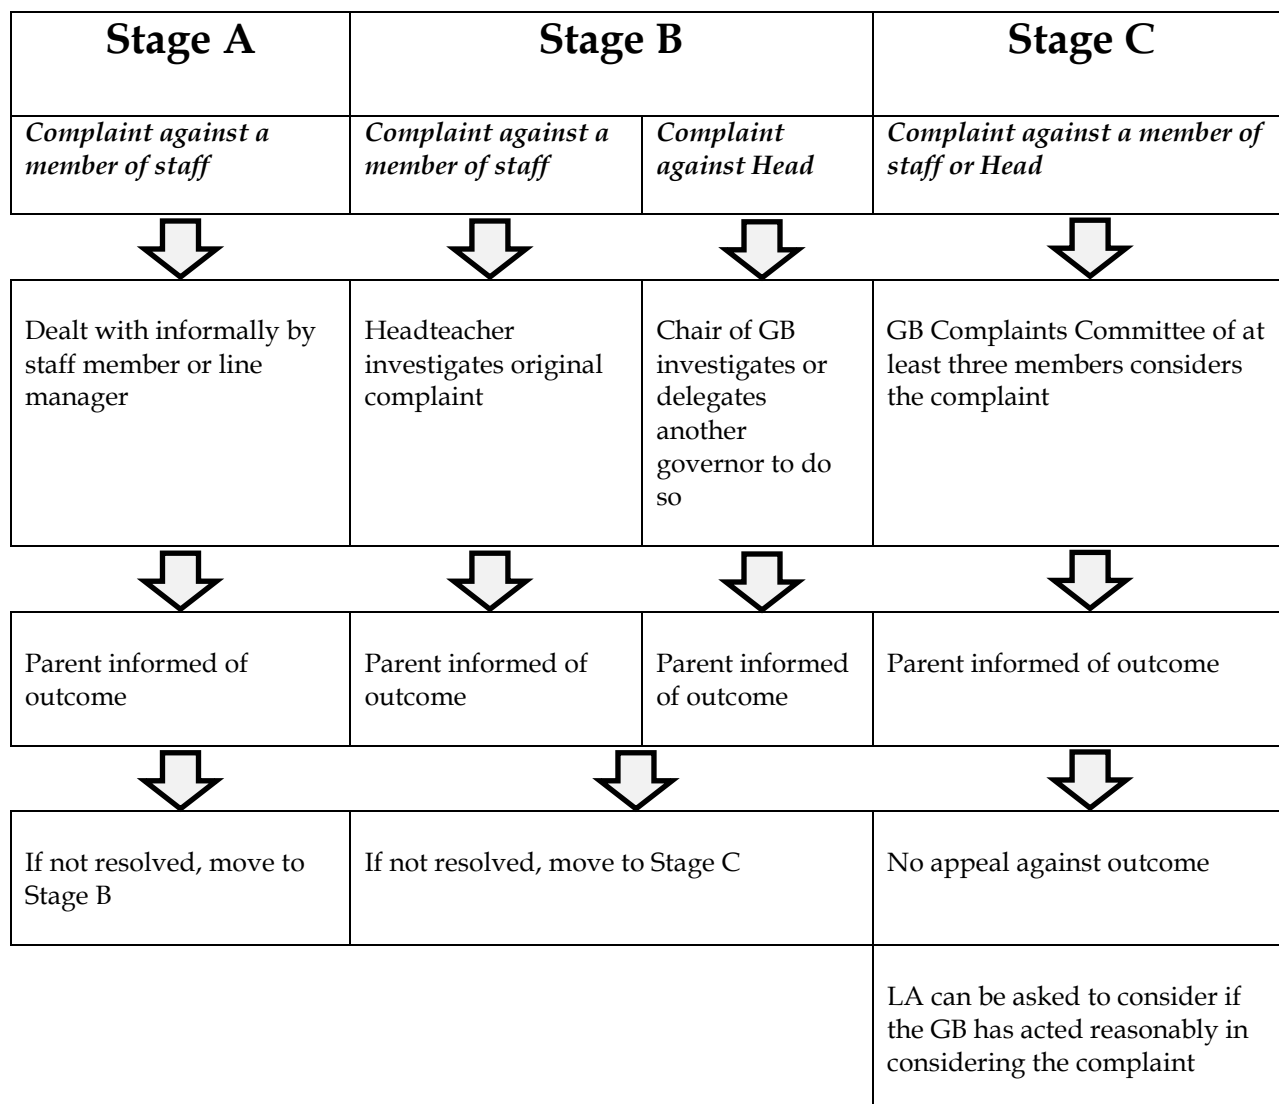 Stage A
Stage B
Stage C
Complaint against a
member of staff
Complaint against a
member of staff
Complaint
against Head
Complaint against a member of
staff or Head
Dealt with informally by
staff member or line
manager
Headteacher
investigates original
complaint
Chair of GB
investigates or
delegates
another
governor to do
so
GB Complaints Committee of at
least three members considers
the complaint
Parent informed of
outcome
Parent informed of
outcome
Parent informed
of outcome
Parent informed of outcome
If not resolved, move to
Stage B
If not resolved, move to Stage C
No appeal against outcome
LA can be asked to consider if
the GB has acted reasonably in
considering the complaint